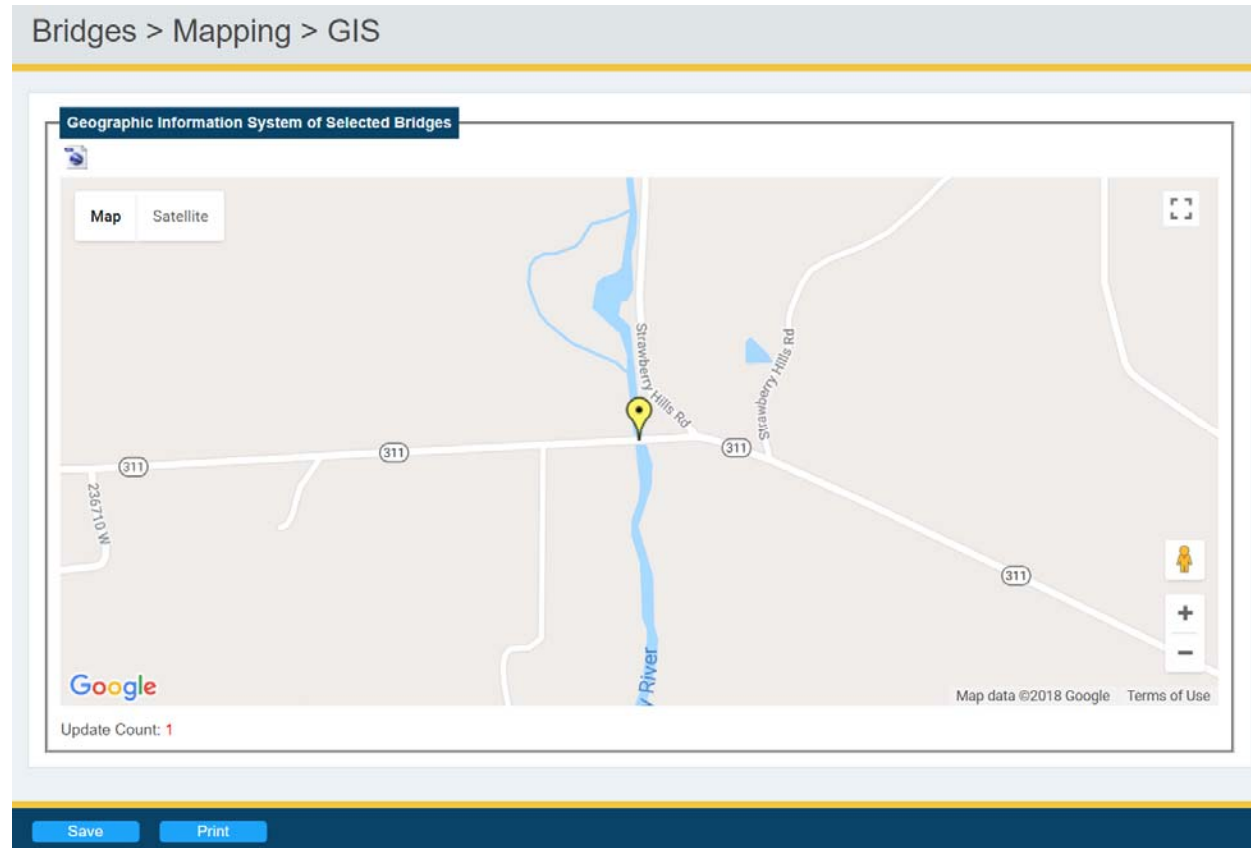 Bridges > Mapping > GIS
Geographic Information System of Selected Bridges
Map Satellite
Strawberry Hills Rd
Strawberry Hills Rd
311
311
311
236710 W
311
River
Google
Map data ©2018 Google Terms of Use
Update Count: 1
Save Print